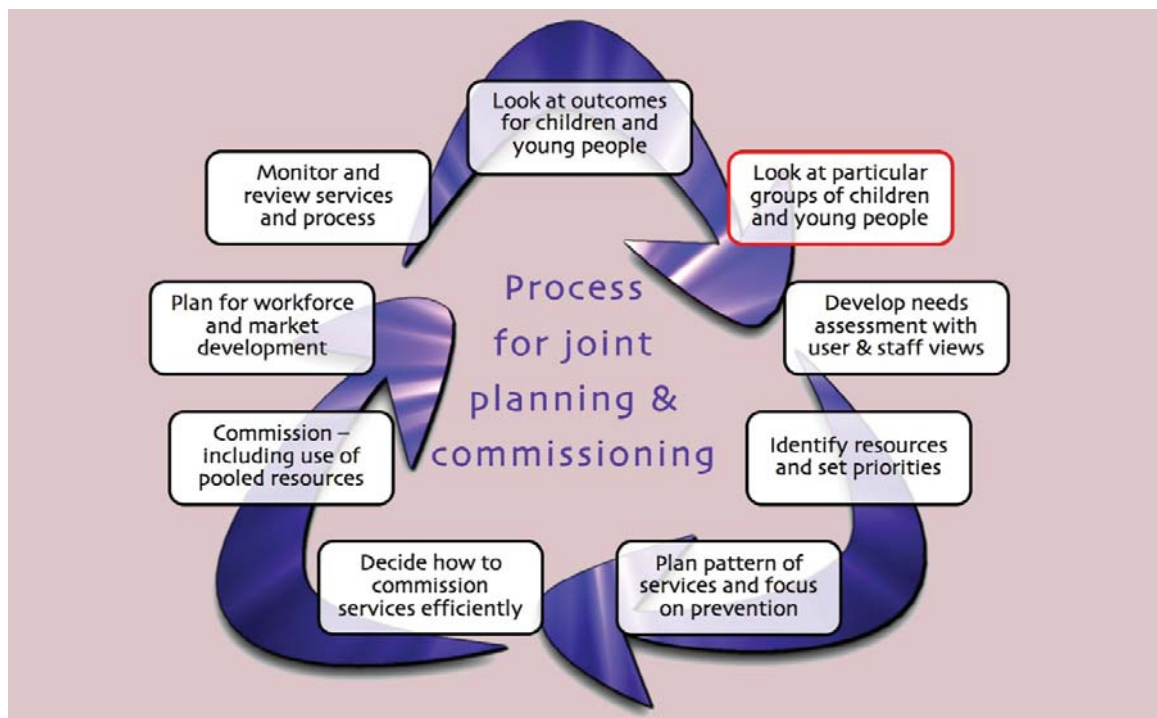 Look at outcomes
for children and
young people
Look at particular
groups of children
and young people
Develop needs
assessment with
user & staff views
Identify resources
and set priorities
Plan pattern of
services and focus
on prevention
Decide how to
commission
services efficiently
Commission –
including use of
pooled resources
Plan for workforce
and market
development
Monitor and
review services
and process
Process
for joint
planning &
commissioning